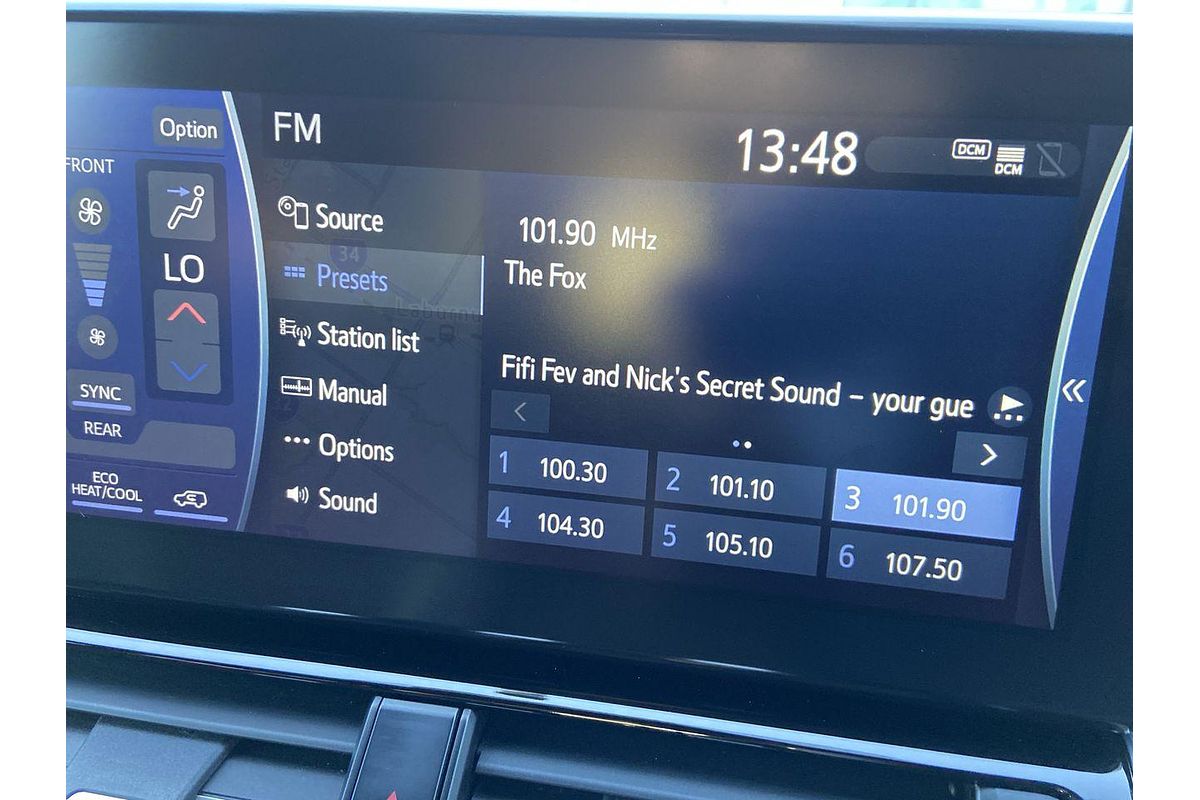 Option
FRONT
LO
SYNC
REAR
ECO
HEAT/COOL
FM
13:48
DCM
DCM
Source
34
Presets
Station list
Manual
Options
Sound
101.90 MHz
The Fox
Fifi Fev and Nick's Secret Sound – your gue
1 100.30
2 101.10
3 101.90
4 104.30
5 105.10
6 107.50